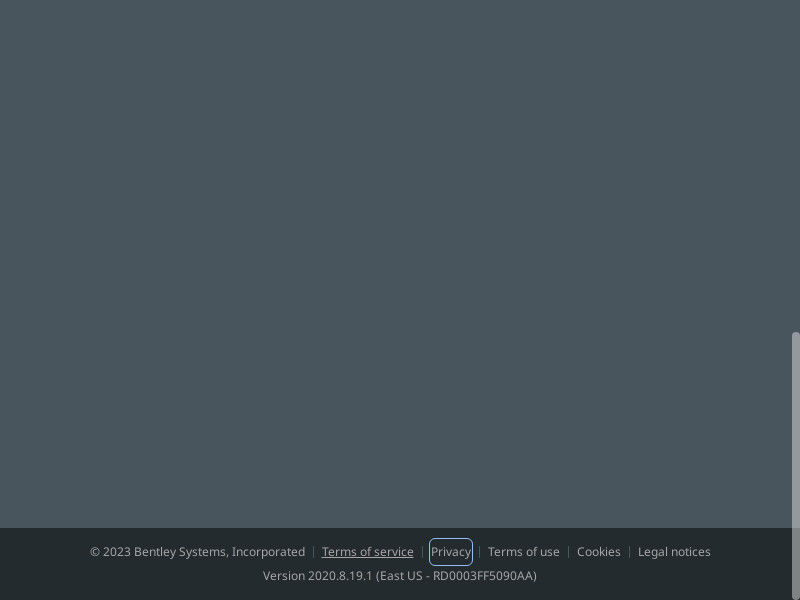 © 2023 Bentley Systems, Incorporated | Terms of service | Privacy | Terms of use | Cookies | Legal notices
Version 2020.8.19.1 (East US - RD0003FF5090AA)